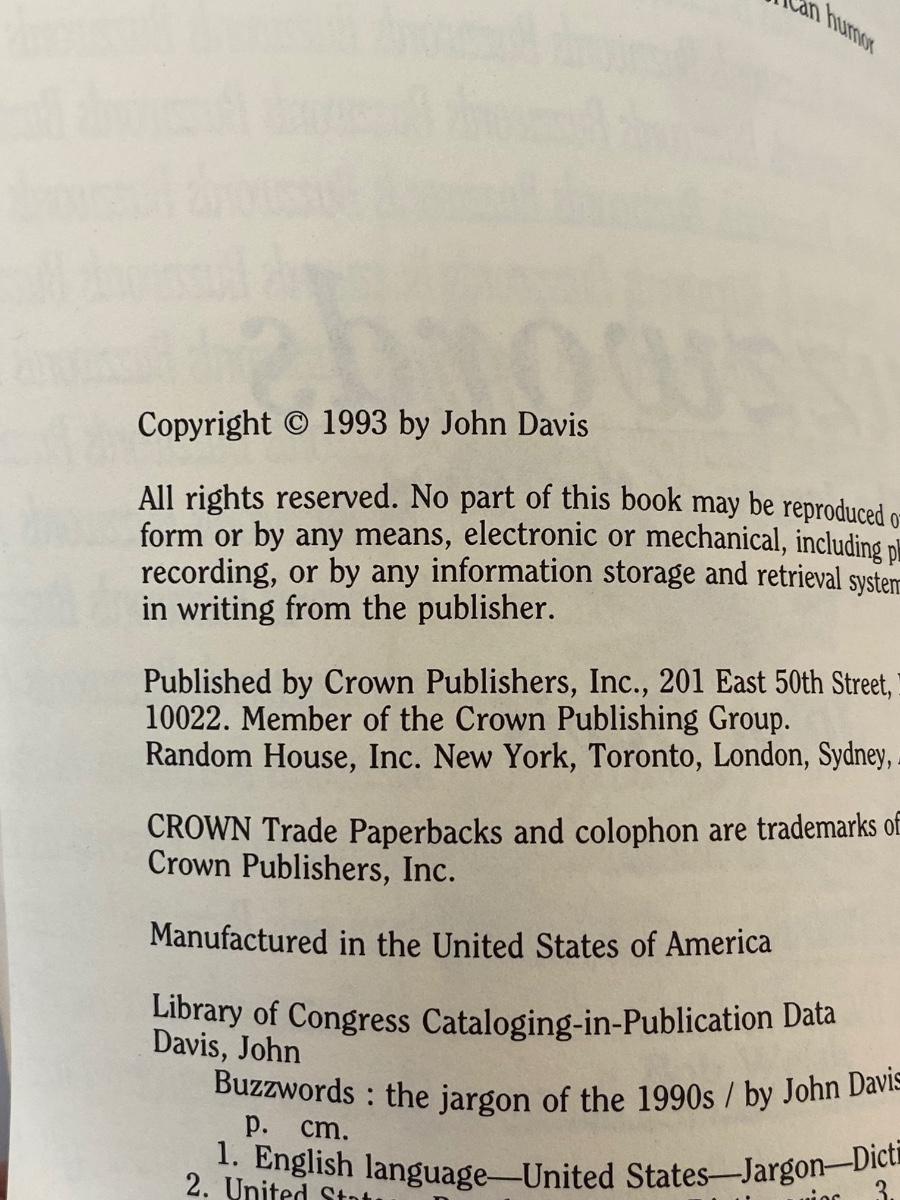 humor
Copyright © 1993 by John Davis
All rights reserved. No part of this book may be reproduced
form or by any means, electronic or mechanical, including
recording, or by any information storage and retrieval system
in writing from the publisher.
Published by Crown Publishers, Inc., 201 East 50th Street,
10022. Member of the Crown Publishing Group.
Random House, Inc. New York, Toronto, London, Sydney,
CROWN Trade Paperbacks and colophon are trademarks of
Crown Publishers, Inc.
Manufactured in the United States of America
Library of Congress Cataloging-in-Publication Data
Davis, John
Buzzwords : the jargon of the 1990s / by John Davis
p. cm.
1. English language—United States—Jargon—Dicti
2. United 3.